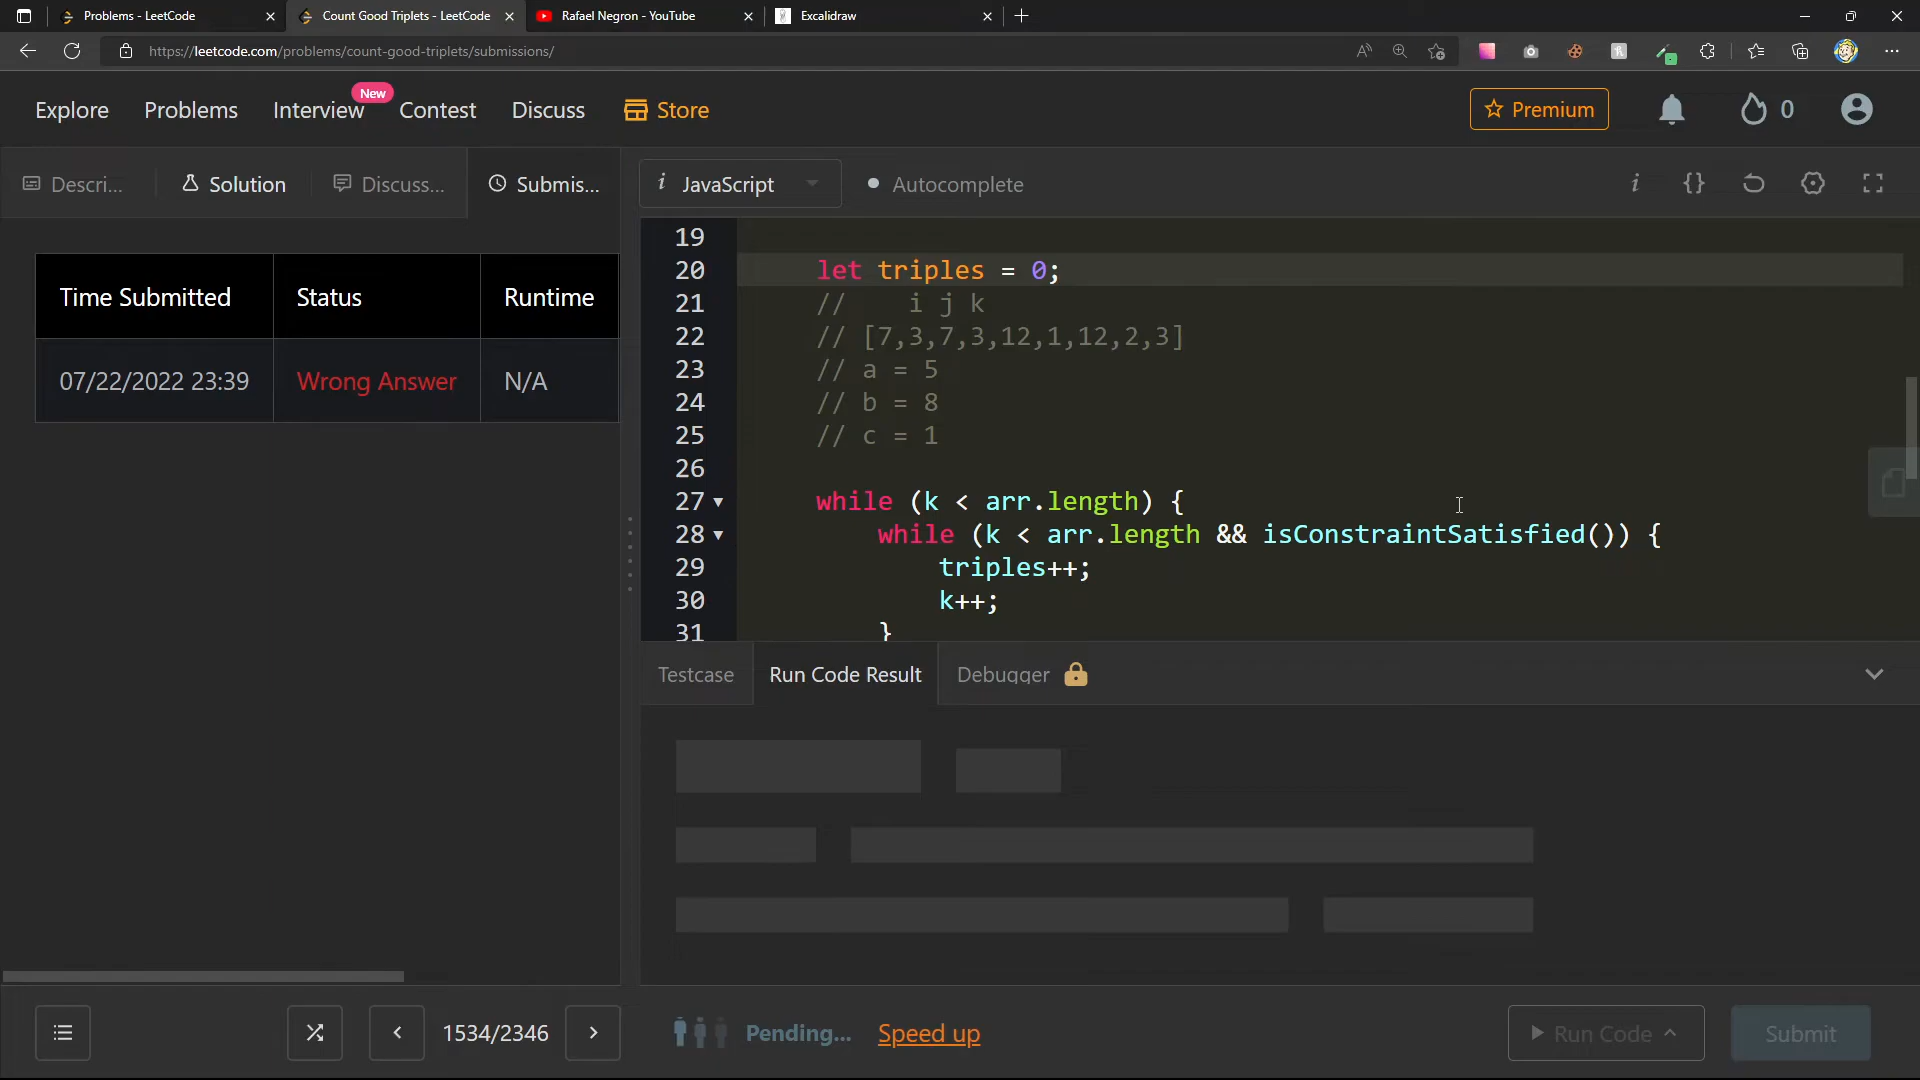 Problems - LeetCode
Count Good Triplets - LeetCode
Rafael Negron - YouTube
Excalidraw
https://leetcode.com/problems/count-good-triplets/submissions/
Explore
Problems
Interview
New
Contest
Discuss
Store
Premium
0
Descri...
Solution
Discuss...
Submis...
i JavaScript
Autocomplete
i {}
Time Submitted Status Runtime
07/22/2022 23:39 Wrong Answer N/A
19
20 let triples = 0;
21 // i j k
22 // [7,3,7,3,12,1,12,2,3]
23 // a = 5
24 // b = 8
25 // c = 1
26
27 while (k < arr.length) {
28 while (k < arr.length && isConstraintSatisfied()) {
29 triples++;
30 k++;
31 }
Testcase
Run Code Result
Debugger
1534/2346
Pending...
Speed up
Run Code
Submit